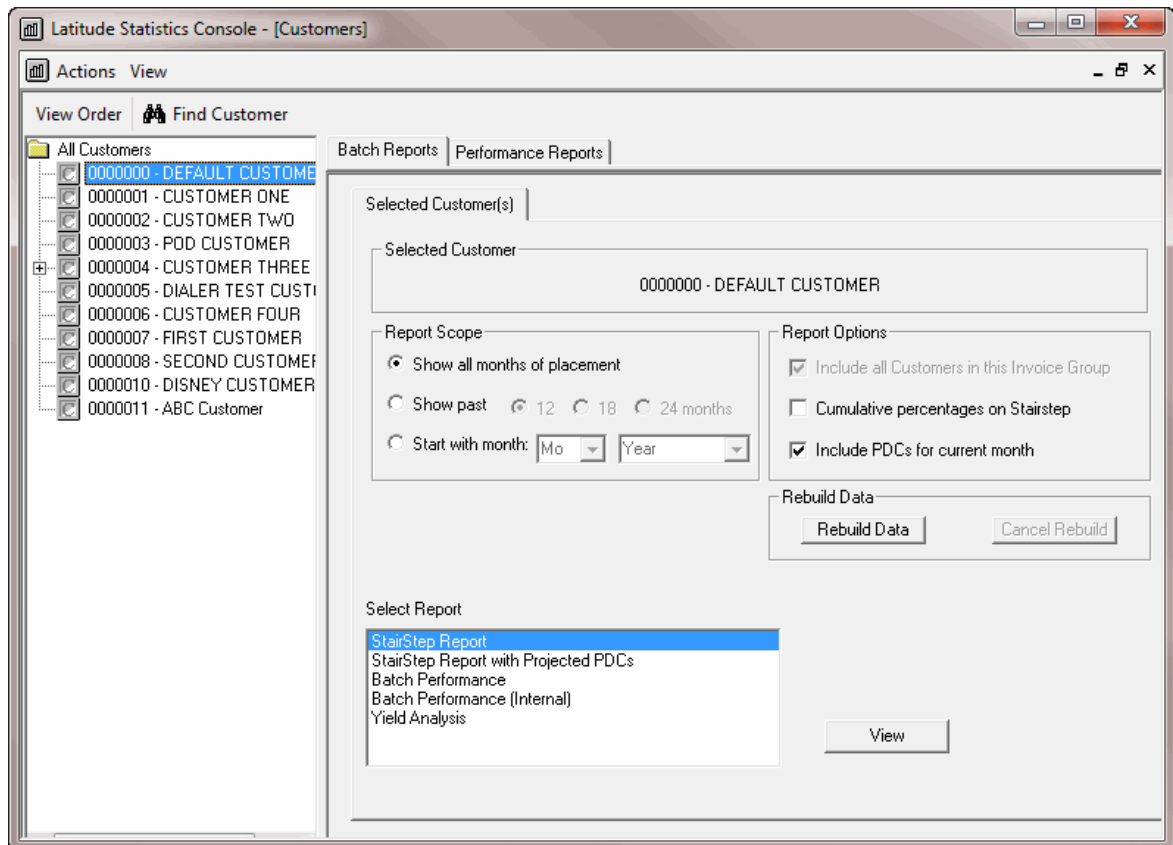 Latitude Statistics Console - [Customers]
Actions View
View Order Find Customer
All Customers
0000000 - DEFAULT CUSTOME
0000001 - CUSTOMER ONE
0000002 - CUSTOMER TWO
0000003 - POD CUSTOMER
0000004 - CUSTOMER THREE
0000005 - DIALER TEST CUST
0000006 - CUSTOMER FOUR
0000007 - FIRST CUSTOMER
0000008 - SECOND CUSTOMER
0000010 - DISNEY CUSTOMER
0000011 - ABC Customer
Batch Reports Performance Reports
Selected Customer(s)
Selected Customer
0000000 - DEFAULT CUSTOMER
Report Scope
Show all months of placement
Show past 12 18 24 months
Start with month: Mo Year
Report Options
Include all Customers in this Invoice Group
Cumulative percentages on Stairstep
Include PDCs for current month
Rebuild Data
Rebuild Data Cancel Rebuild
Select Report
StairStep Report
StairStep Report with Projected PDCs
Batch Performance
Batch Performance (Internal)
Yield Analysis
View